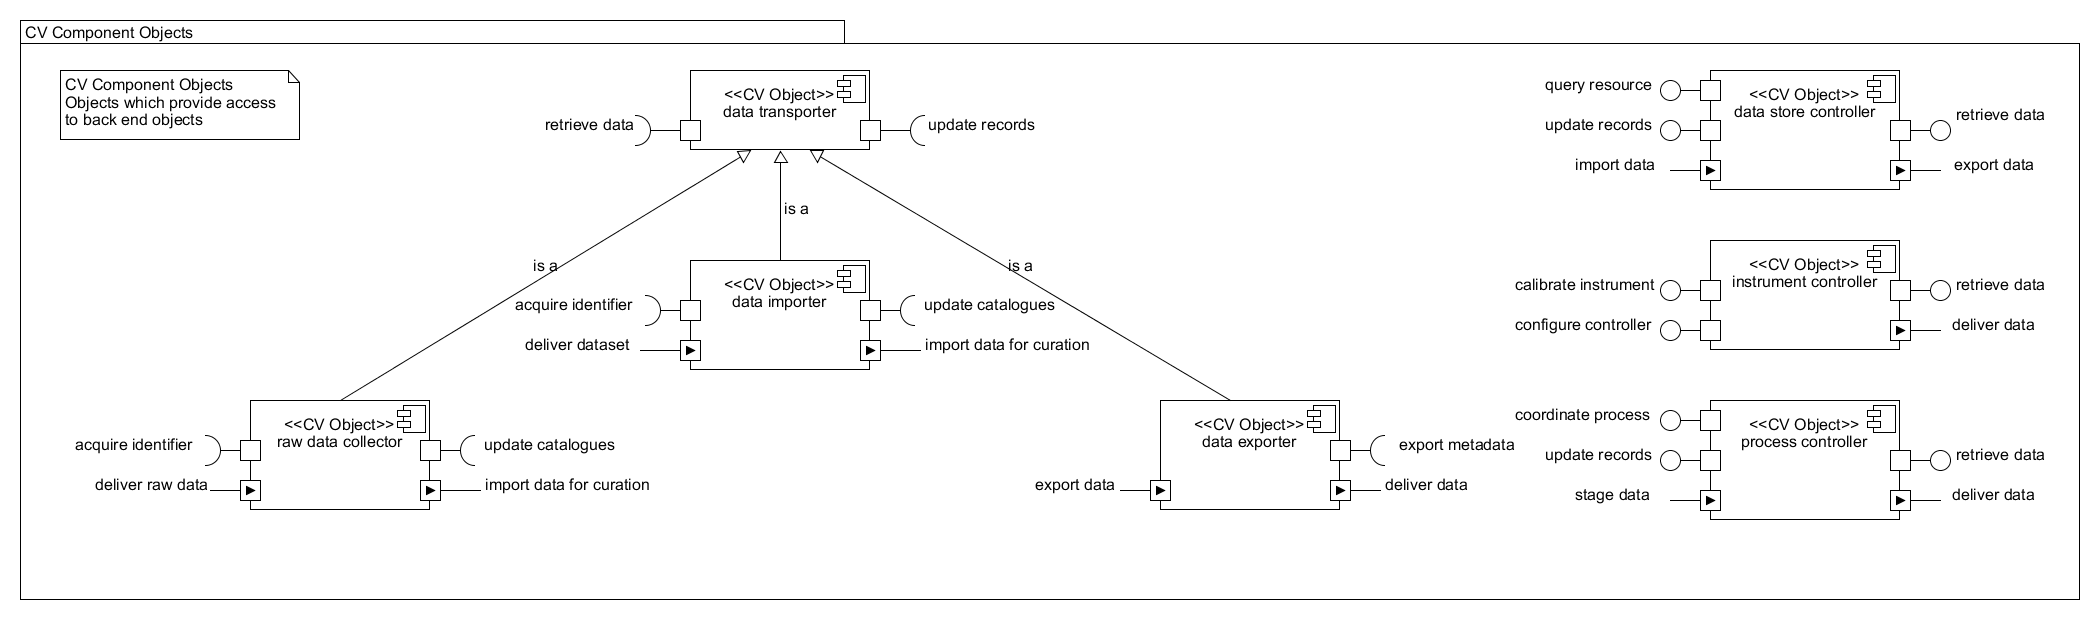 CV Component Objects
CV Component Objects
Objects which provide access
to back end objects
<<CV Object>>
data transporter
retrieve data
update records
is a
is a
is a
<<CV Object>>
data importer
acquire identifier
update catalogues
deliver dataset
import data for curation
<<CV Object>>
raw data collector
acquire identifier
update catalogues
deliver raw data
import data for curation
<<CV Object>>
data exporter
export metadata
export data
deliver data
<<CV Object>>
data store controller
query resource
update records
retrieve data
import data
export data
<<CV Object>>
instrument controller
calibrate instrument
retrieve data
configure controller
deliver data
<<CV Object>>
process controller
coordinate process
update records
retrieve data
stage data
deliver data